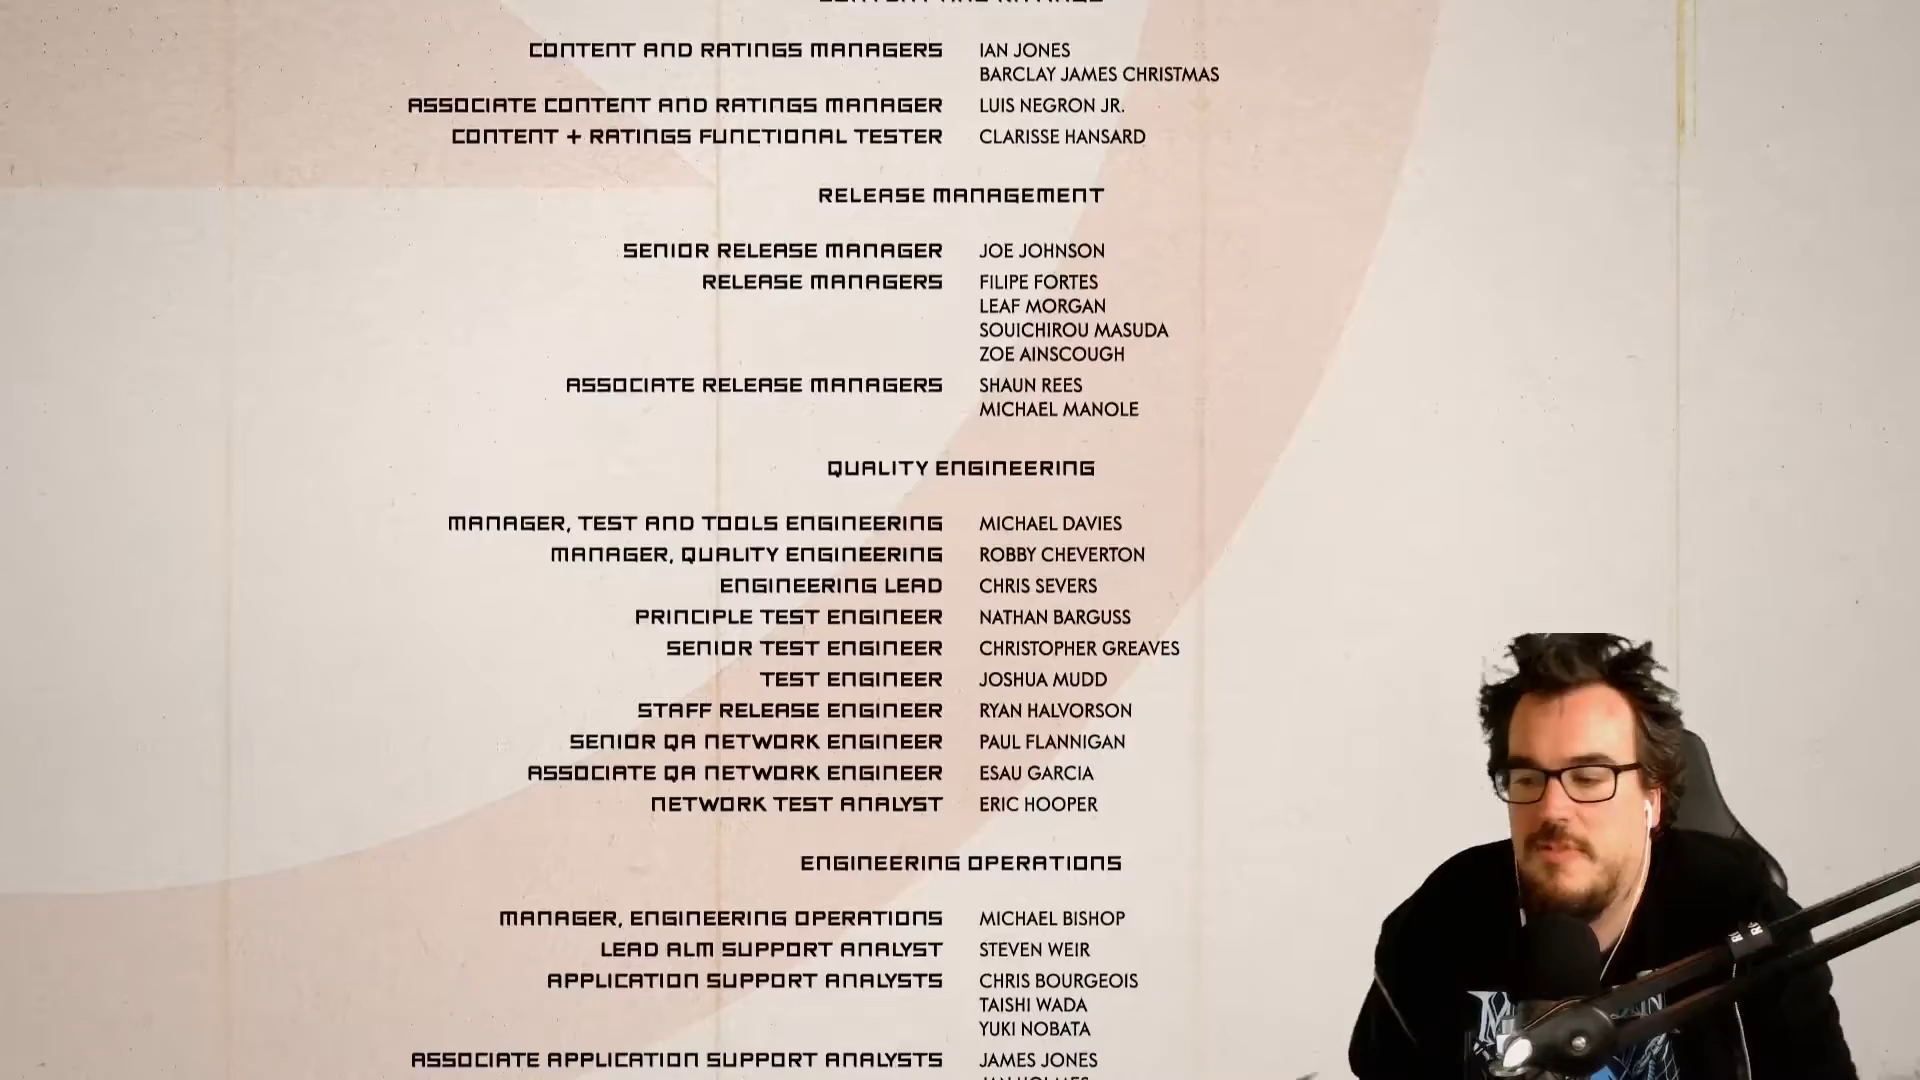 CONTENT AND RATINGS MANAGERS IAN JONES
BARCLAY JAMES CHRISTMAS
ASSOCIATE CONTENT AND RATINGS MANAGER LUIS NEGRON JR.
CONTENT + RATINGS FUNCTIONAL TESTER CLARISSE HANSARD
RELEASE MANAGEMENT
SENIOR RELEASE MANAGER JOE JOHNSON
RELEASE MANAGERS FILIPE FORTES
LEAF MORGAN
SOUICHIROU MASUDA
ZOE AINSCOUGH
ASSOCIATE RELEASE MANAGERS SHAUN REES
MICHAEL MANOLE
QUALITY ENGINEERING
MANAGER, TEST AND TOOLS ENGINEERING MICHAEL DAVIES
MANAGER, QUALITY ENGINEERING ROBBY CHEVERTON
ENGINEERING LEAD CHRIS SEVERS
PRINCIPLE TEST ENGINEER NATHAN BARGUSS
SENIOR TEST ENGINEER CHRISTOPHER GREAVES
TEST ENGINEER JOSHUA MUDD
STAFF RELEASE ENGINEER RYAN HALVORSON
SENIOR QA NETWORK ENGINEER PAUL FLANNIGAN
ASSOCIATE QA NETWORK ENGINEER ESAU GARCIA
NETWORK TEST ANALYST ERIC HOOPER
ENGINEERING OPERATIONS
MANAGER, ENGINEERING OPERATIONS MICHAEL BISHOP
LEAD ALM SUPPORT ANALYST STEVEN WEIR
APPLICATION SUPPORT ANALYSTS CHRIS BOURGEOIS
TAISHI WADA
YUKI NOBATA
ASSOCIATE APPLICATION SUPPORT ANALYSTS JAMES JONES